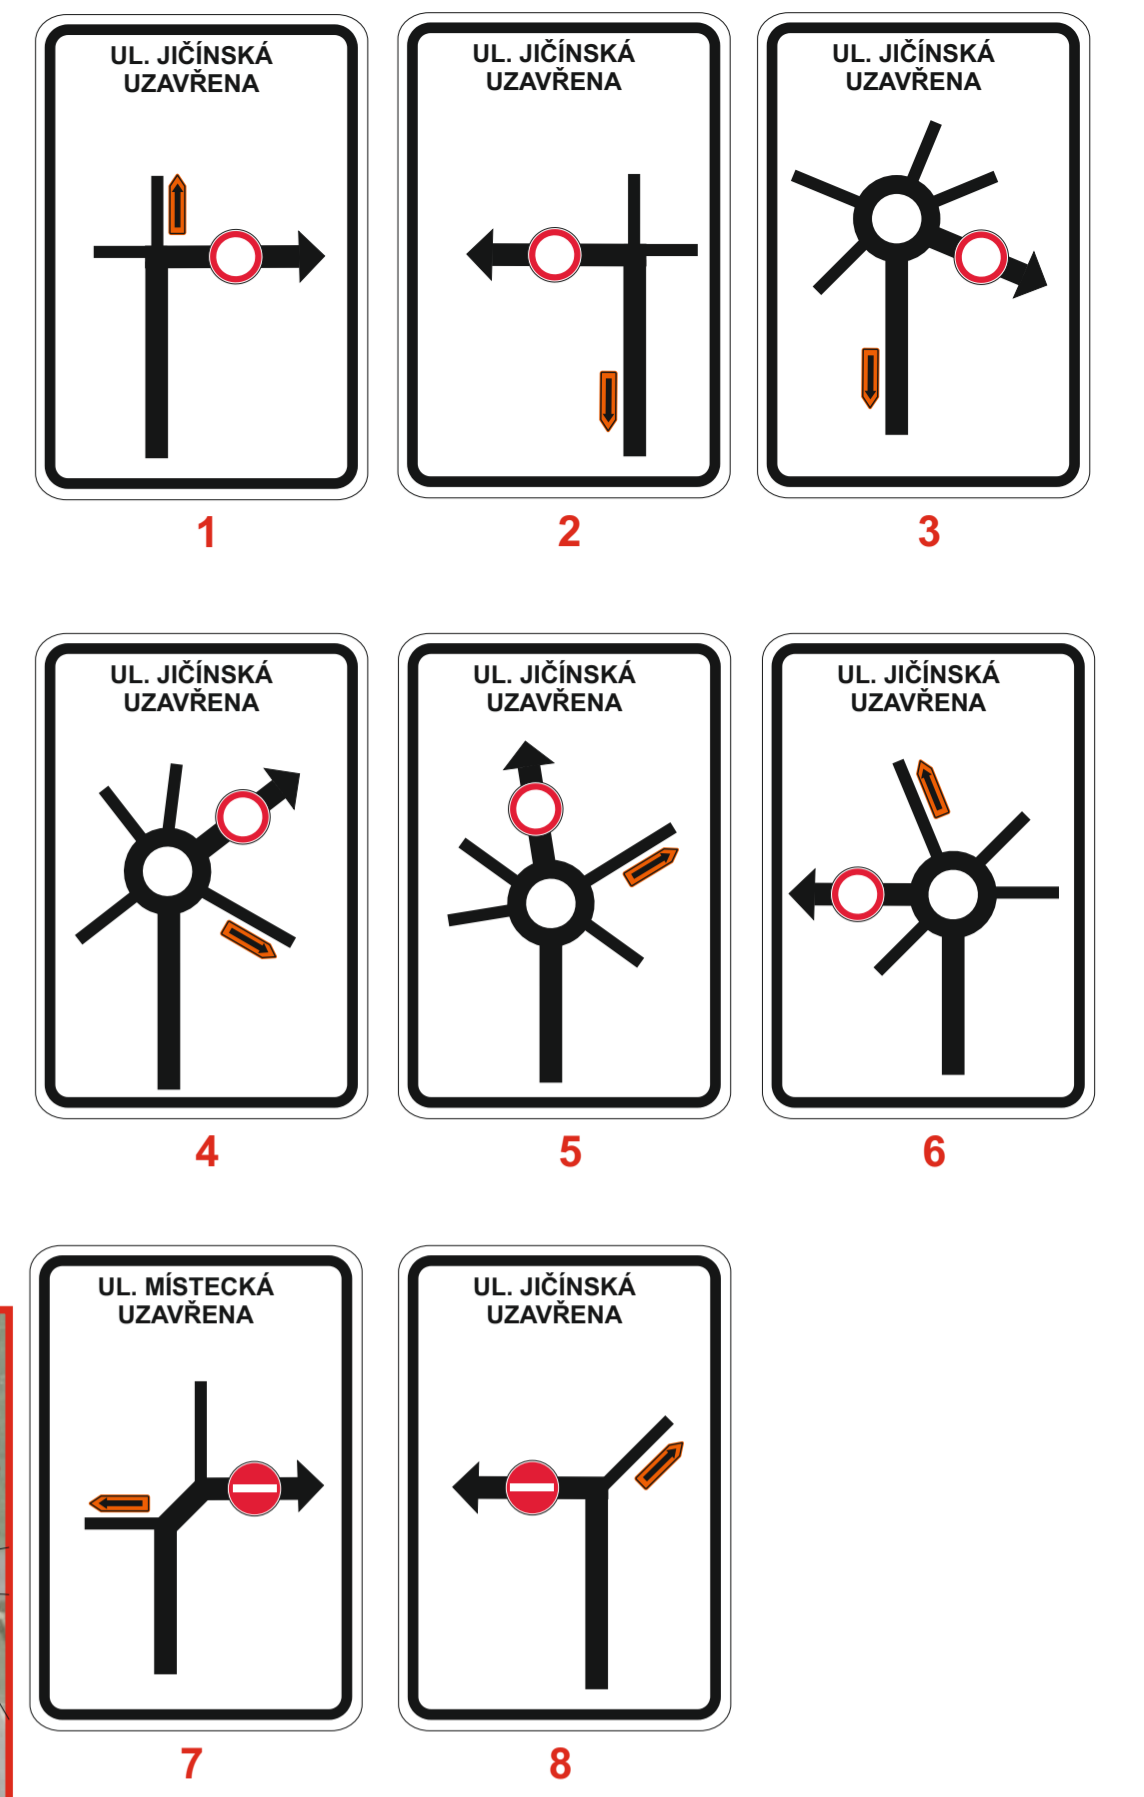 UL. JIČÍNSKÁ
UZAVŘENA
1
UL. JIČÍNSKÁ
UZAVŘENA
2
UL. JIČÍNSKÁ
UZAVŘENA
3
UL. JIČÍNSKÁ
UZAVŘENA
4
UL. JIČÍNSKÁ
UZAVŘENA
5
UL. JIČÍNSKÁ
UZAVŘENA
6
UL. MÍSTECKÁ
UZAVŘENA
7
UL. JIČÍNSKÁ
UZAVŘENA
8